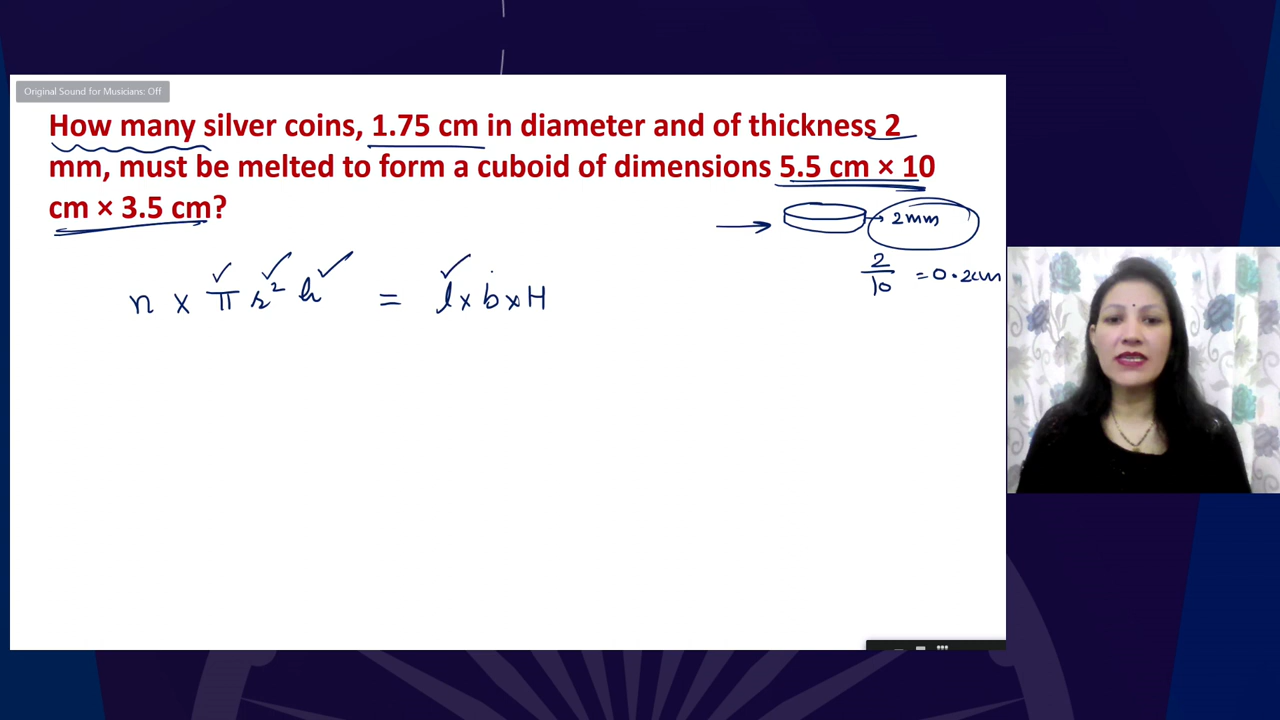 Original Sound for Musicians: Off
How many silver coins, 1.75 cm in diameter and of thickness 2
mm, must be melted to form a cuboid of dimensions 5.5 cm × 10
cm × 3.5 cm?
2mm
2/10 = 0.2cm
n × π r² h = l × b × H